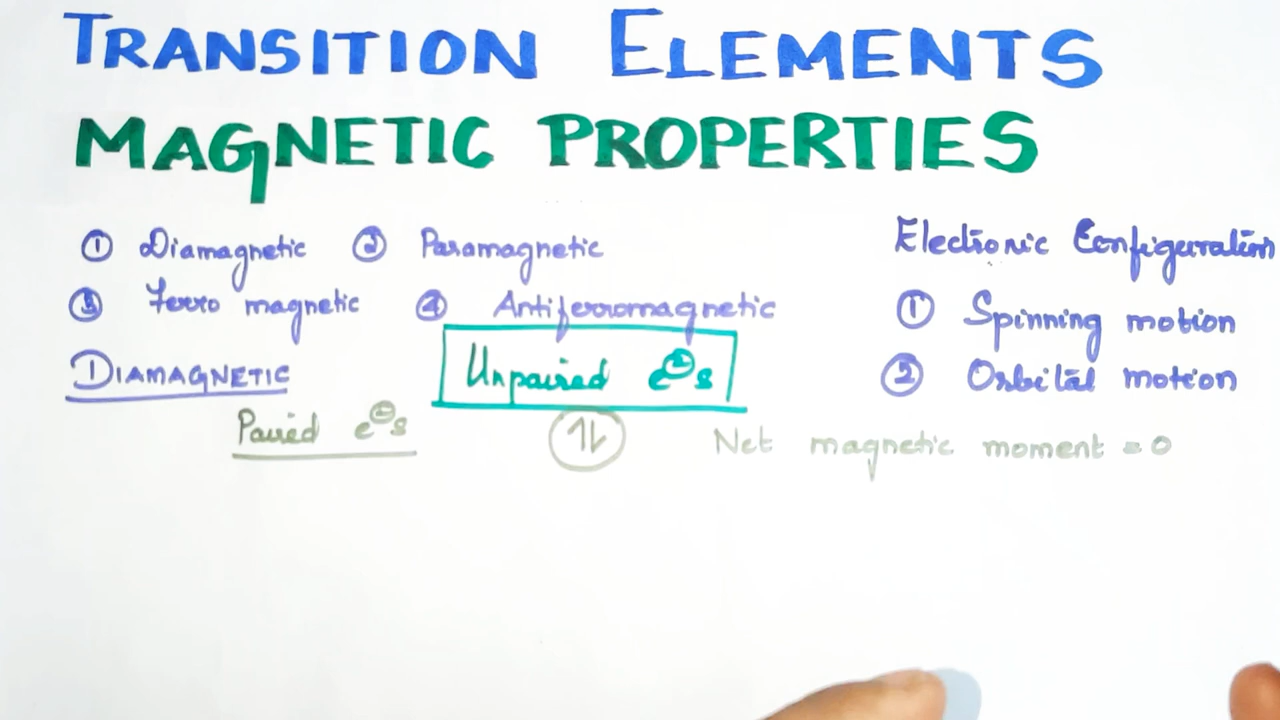 TRANSITION ELEMENTS
MAGNETIC PROPERTIES
① Diamagnetic ② Paramagnetic
③ Ferro magnetic ④ Antiferromagnetic
Electronic Configuration
① Spinning motion
② Orbital motion
DIAMAGNETIC
Unpaired e⊖s
Paired e⊖s
⥮ Net magnetic moment = 0